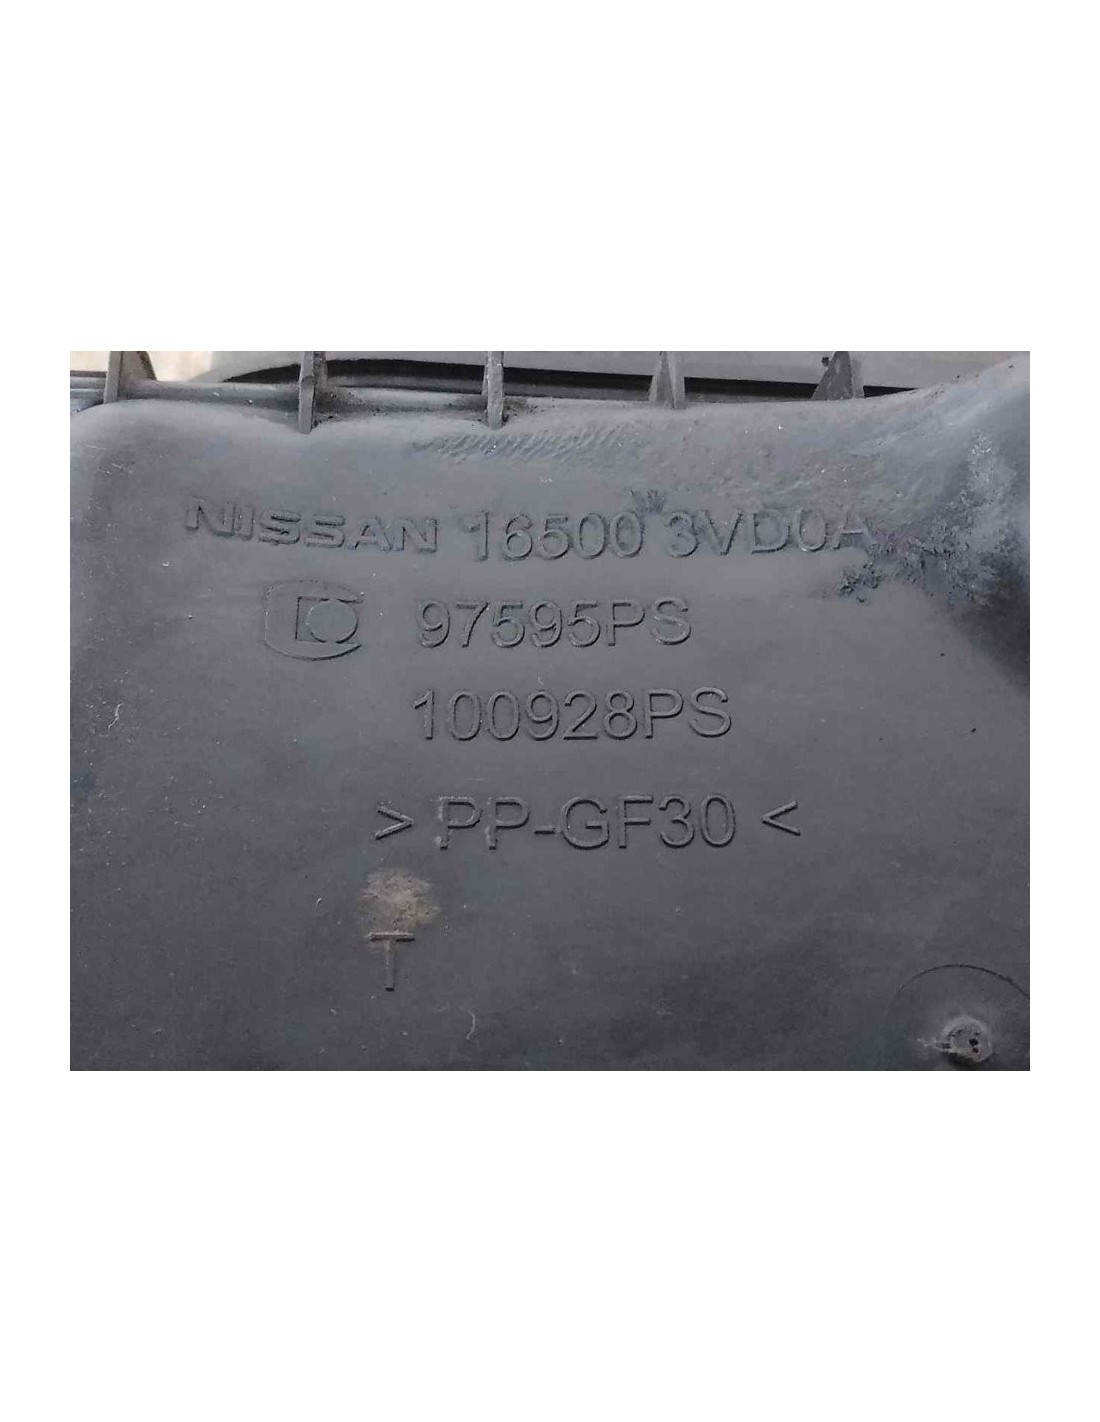 NISSAN 16500 3VD0A
97595PS
100928PS
> PP-GF30 <
T